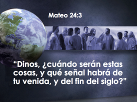 Mateo 24:3
"Dinos, ¿cuándo serán estas
cosas, y qué señal habrá de
tu venida, y del fin del siglo?"